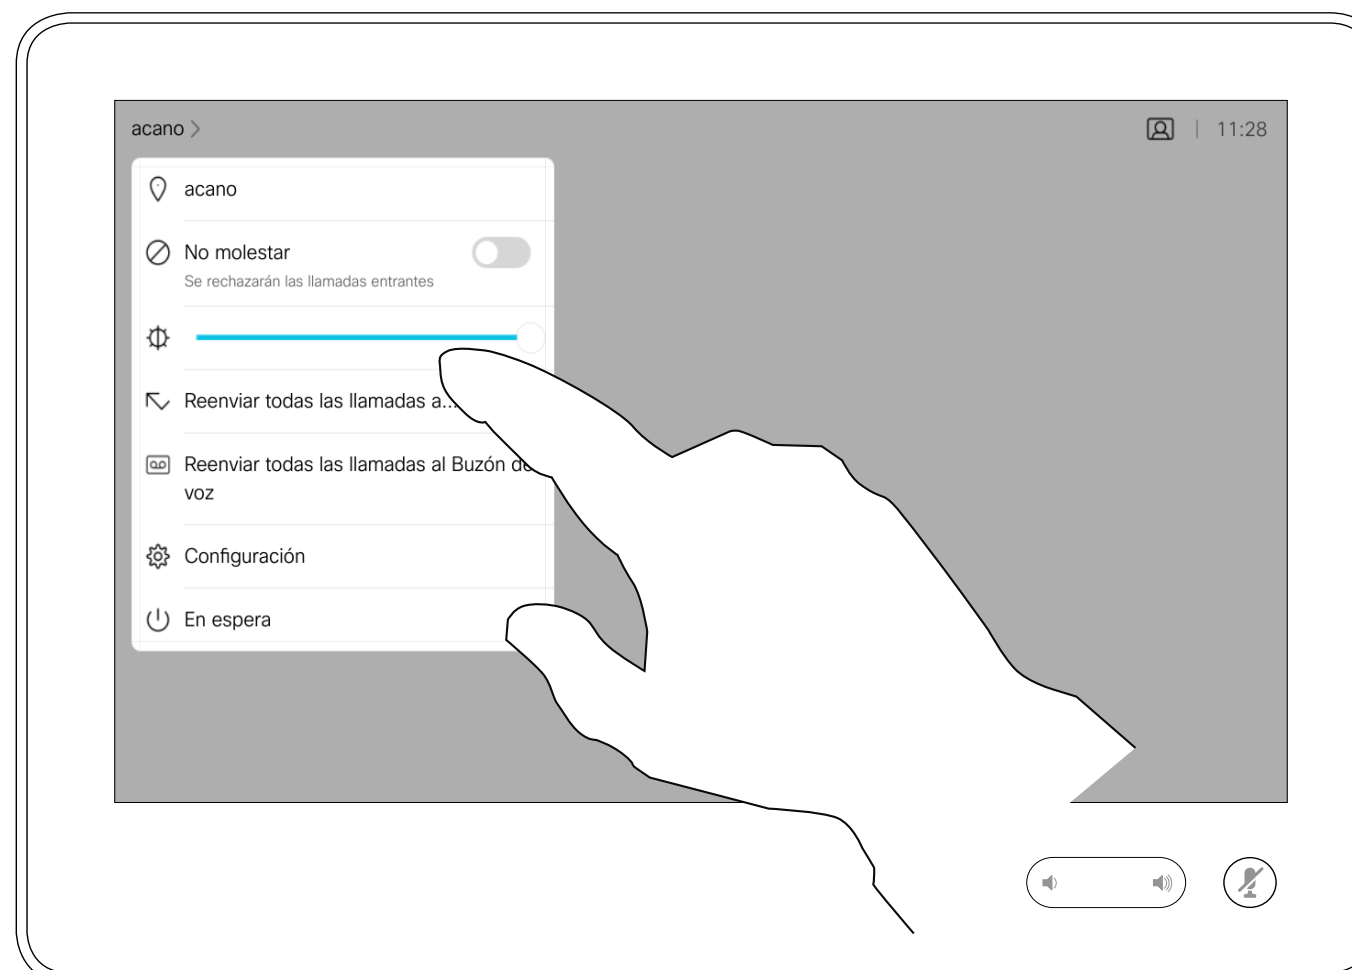 acano
11:28
acano
No molestar
Se rechazarán las llamadas entrantes
Reenviar todas las llamadas a...
Reenviar todas las llamadas al Buzón de
voz
Configuración
En espera